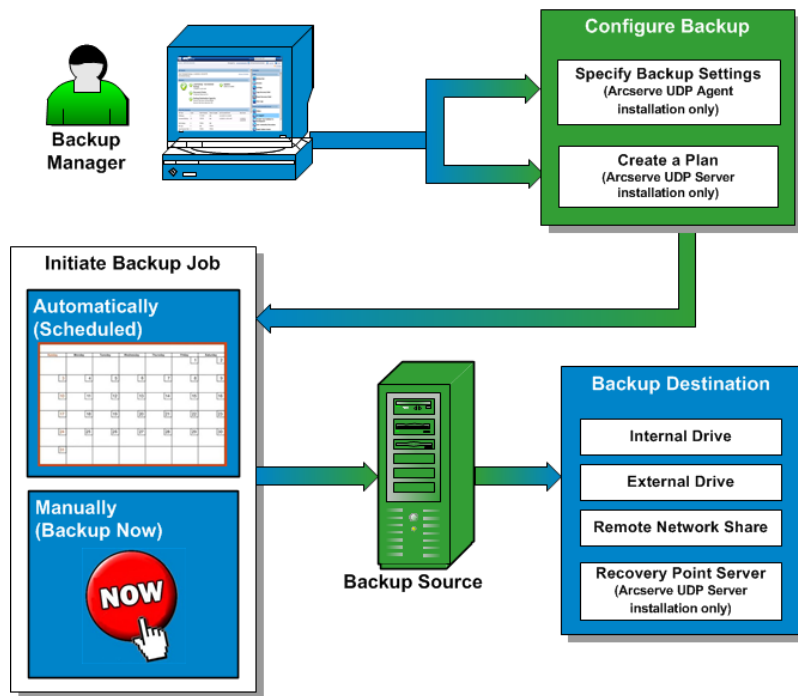 Backup
Manager
Configure Backup
Specify Backup Settings
(Arcserve UDP Agent
installation only)
Create a Plan
(Arcserve UDP Server
installation only)
Initiate Backup Job
Automatically
(Scheduled)
Manually
(Backup Now)
NOW
Backup Source
Backup Destination
Internal Drive
External Drive
Remote Network Share
Recovery Point Server
(Arcserve UDP Server
installation only)